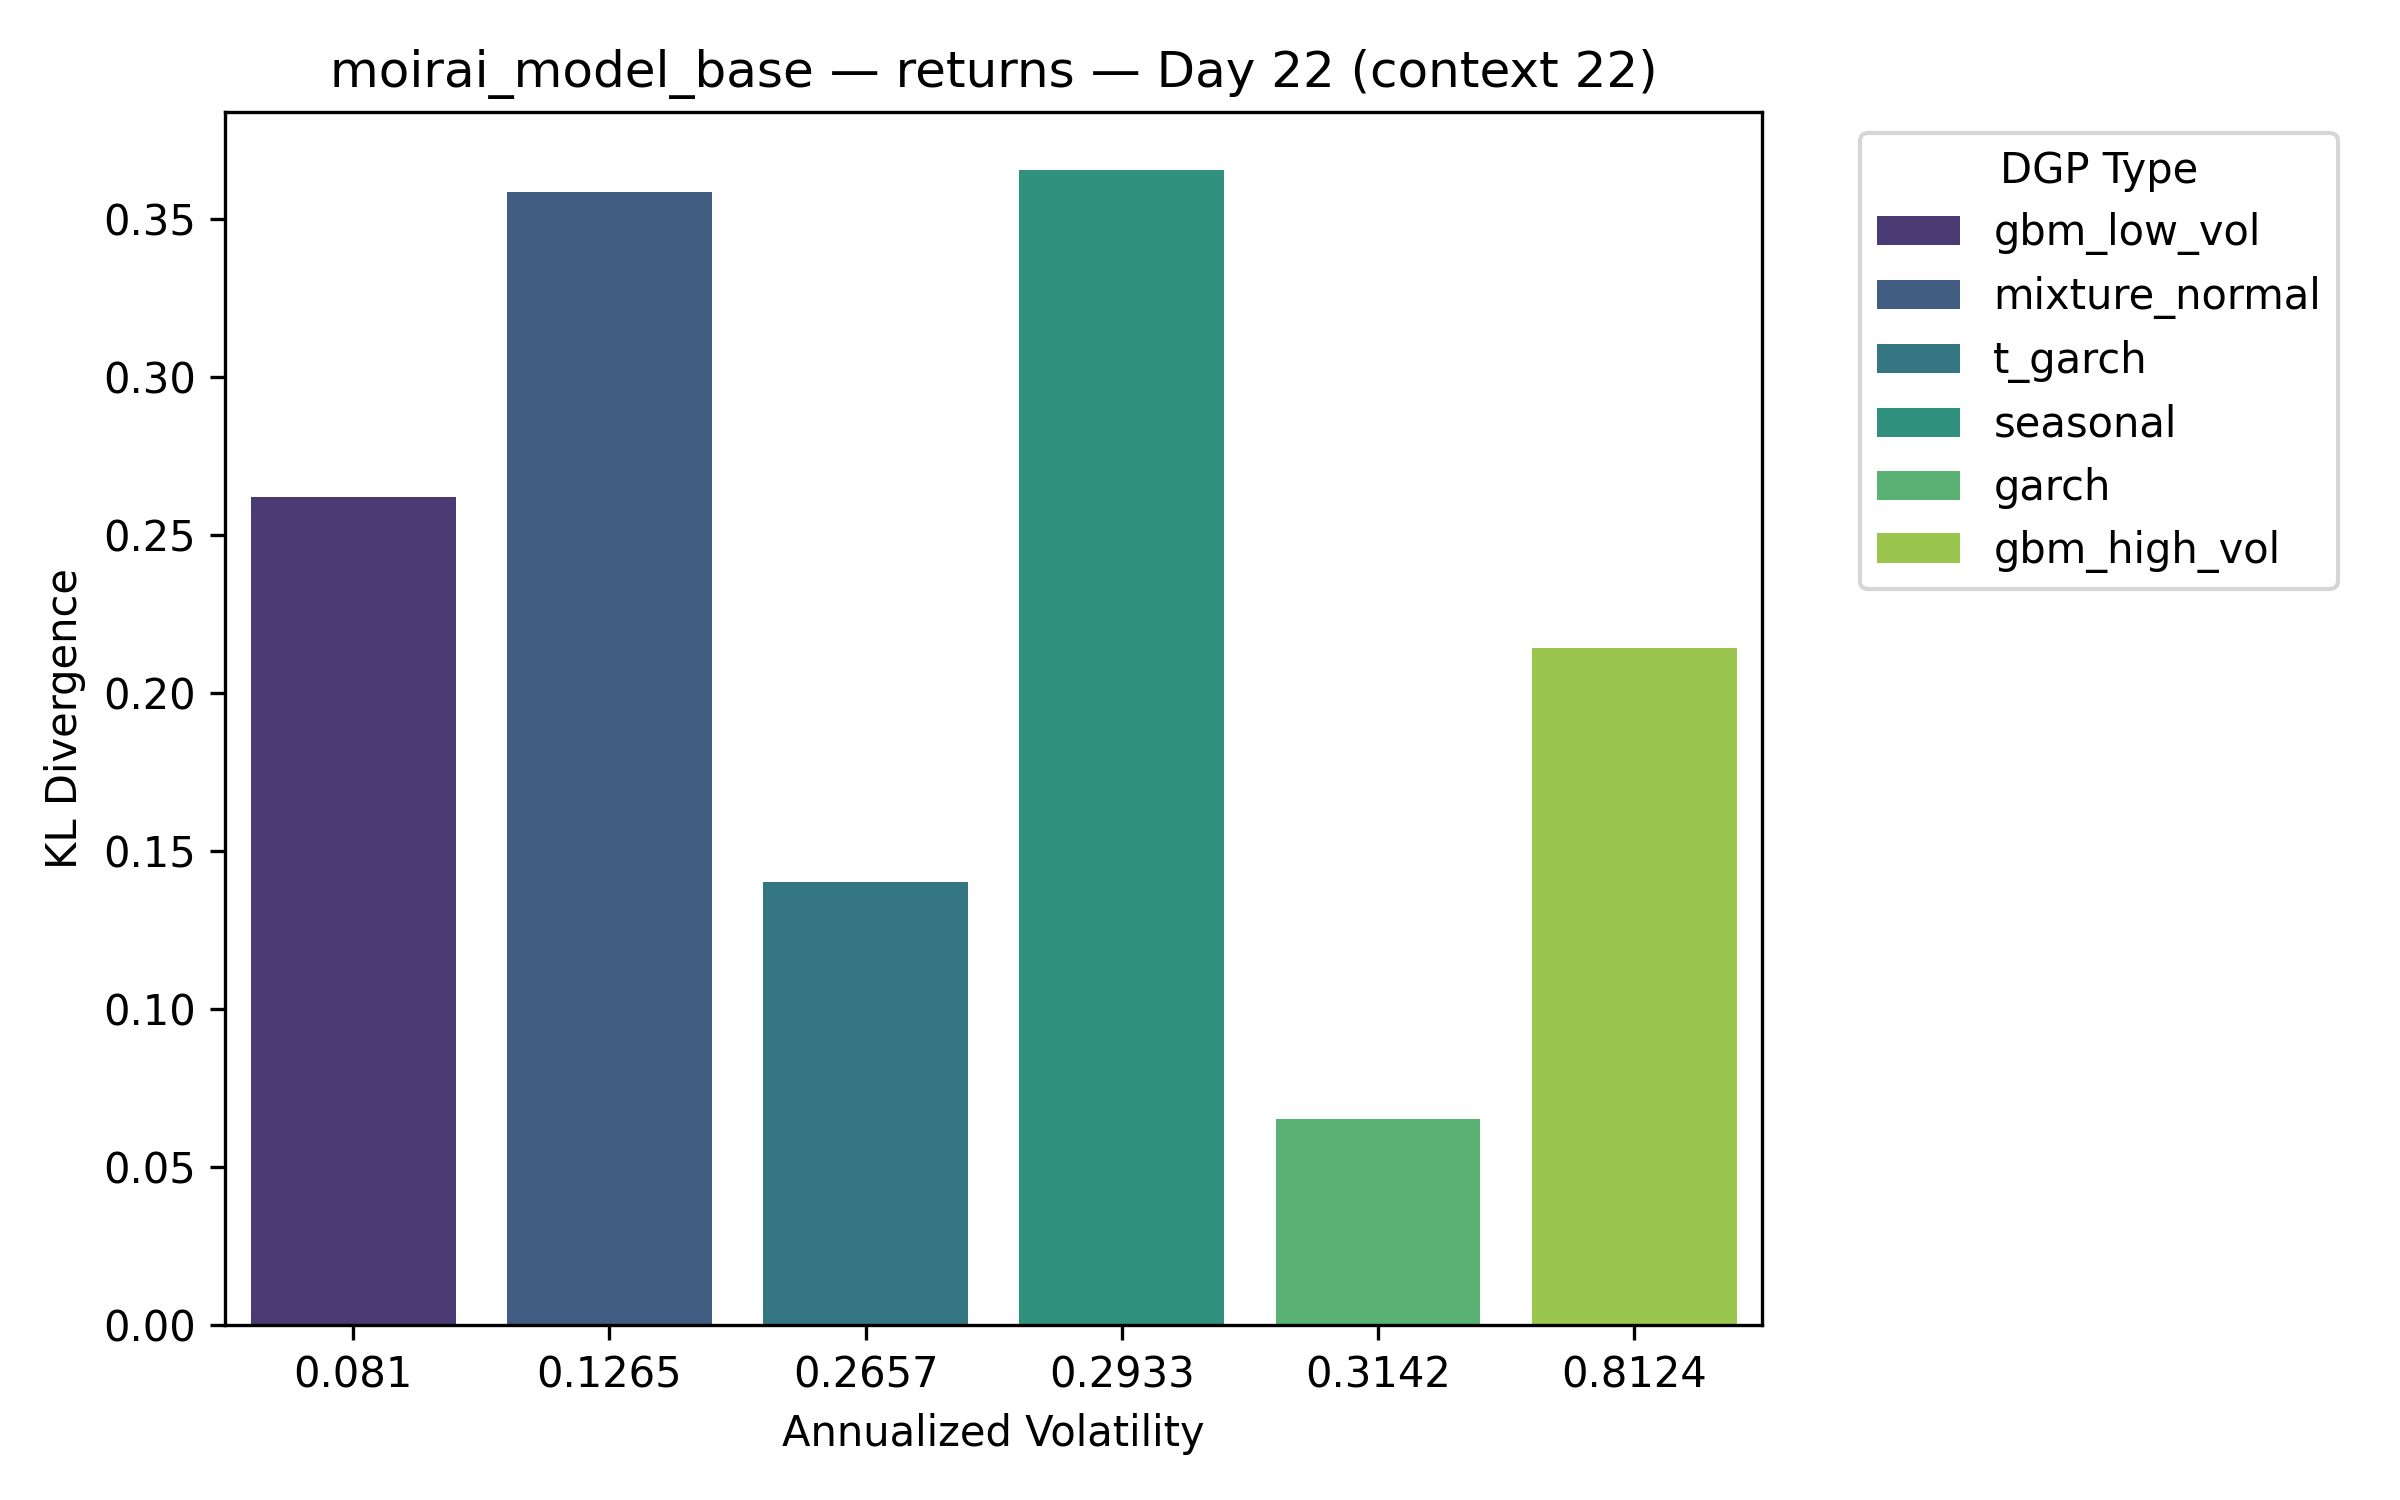 moirai_model_base — returns — Day 22 (context 22)
KL Divergence
0.35
0.30
0.25
0.20
0.15
0.10
0.05
0.00
0.081 0.1265 0.2657 0.2933 0.3142 0.8124
Annualized Volatility
DGP Type
gbm_low_vol
mixture_normal
t_garch
seasonal
garch
gbm_high_vol